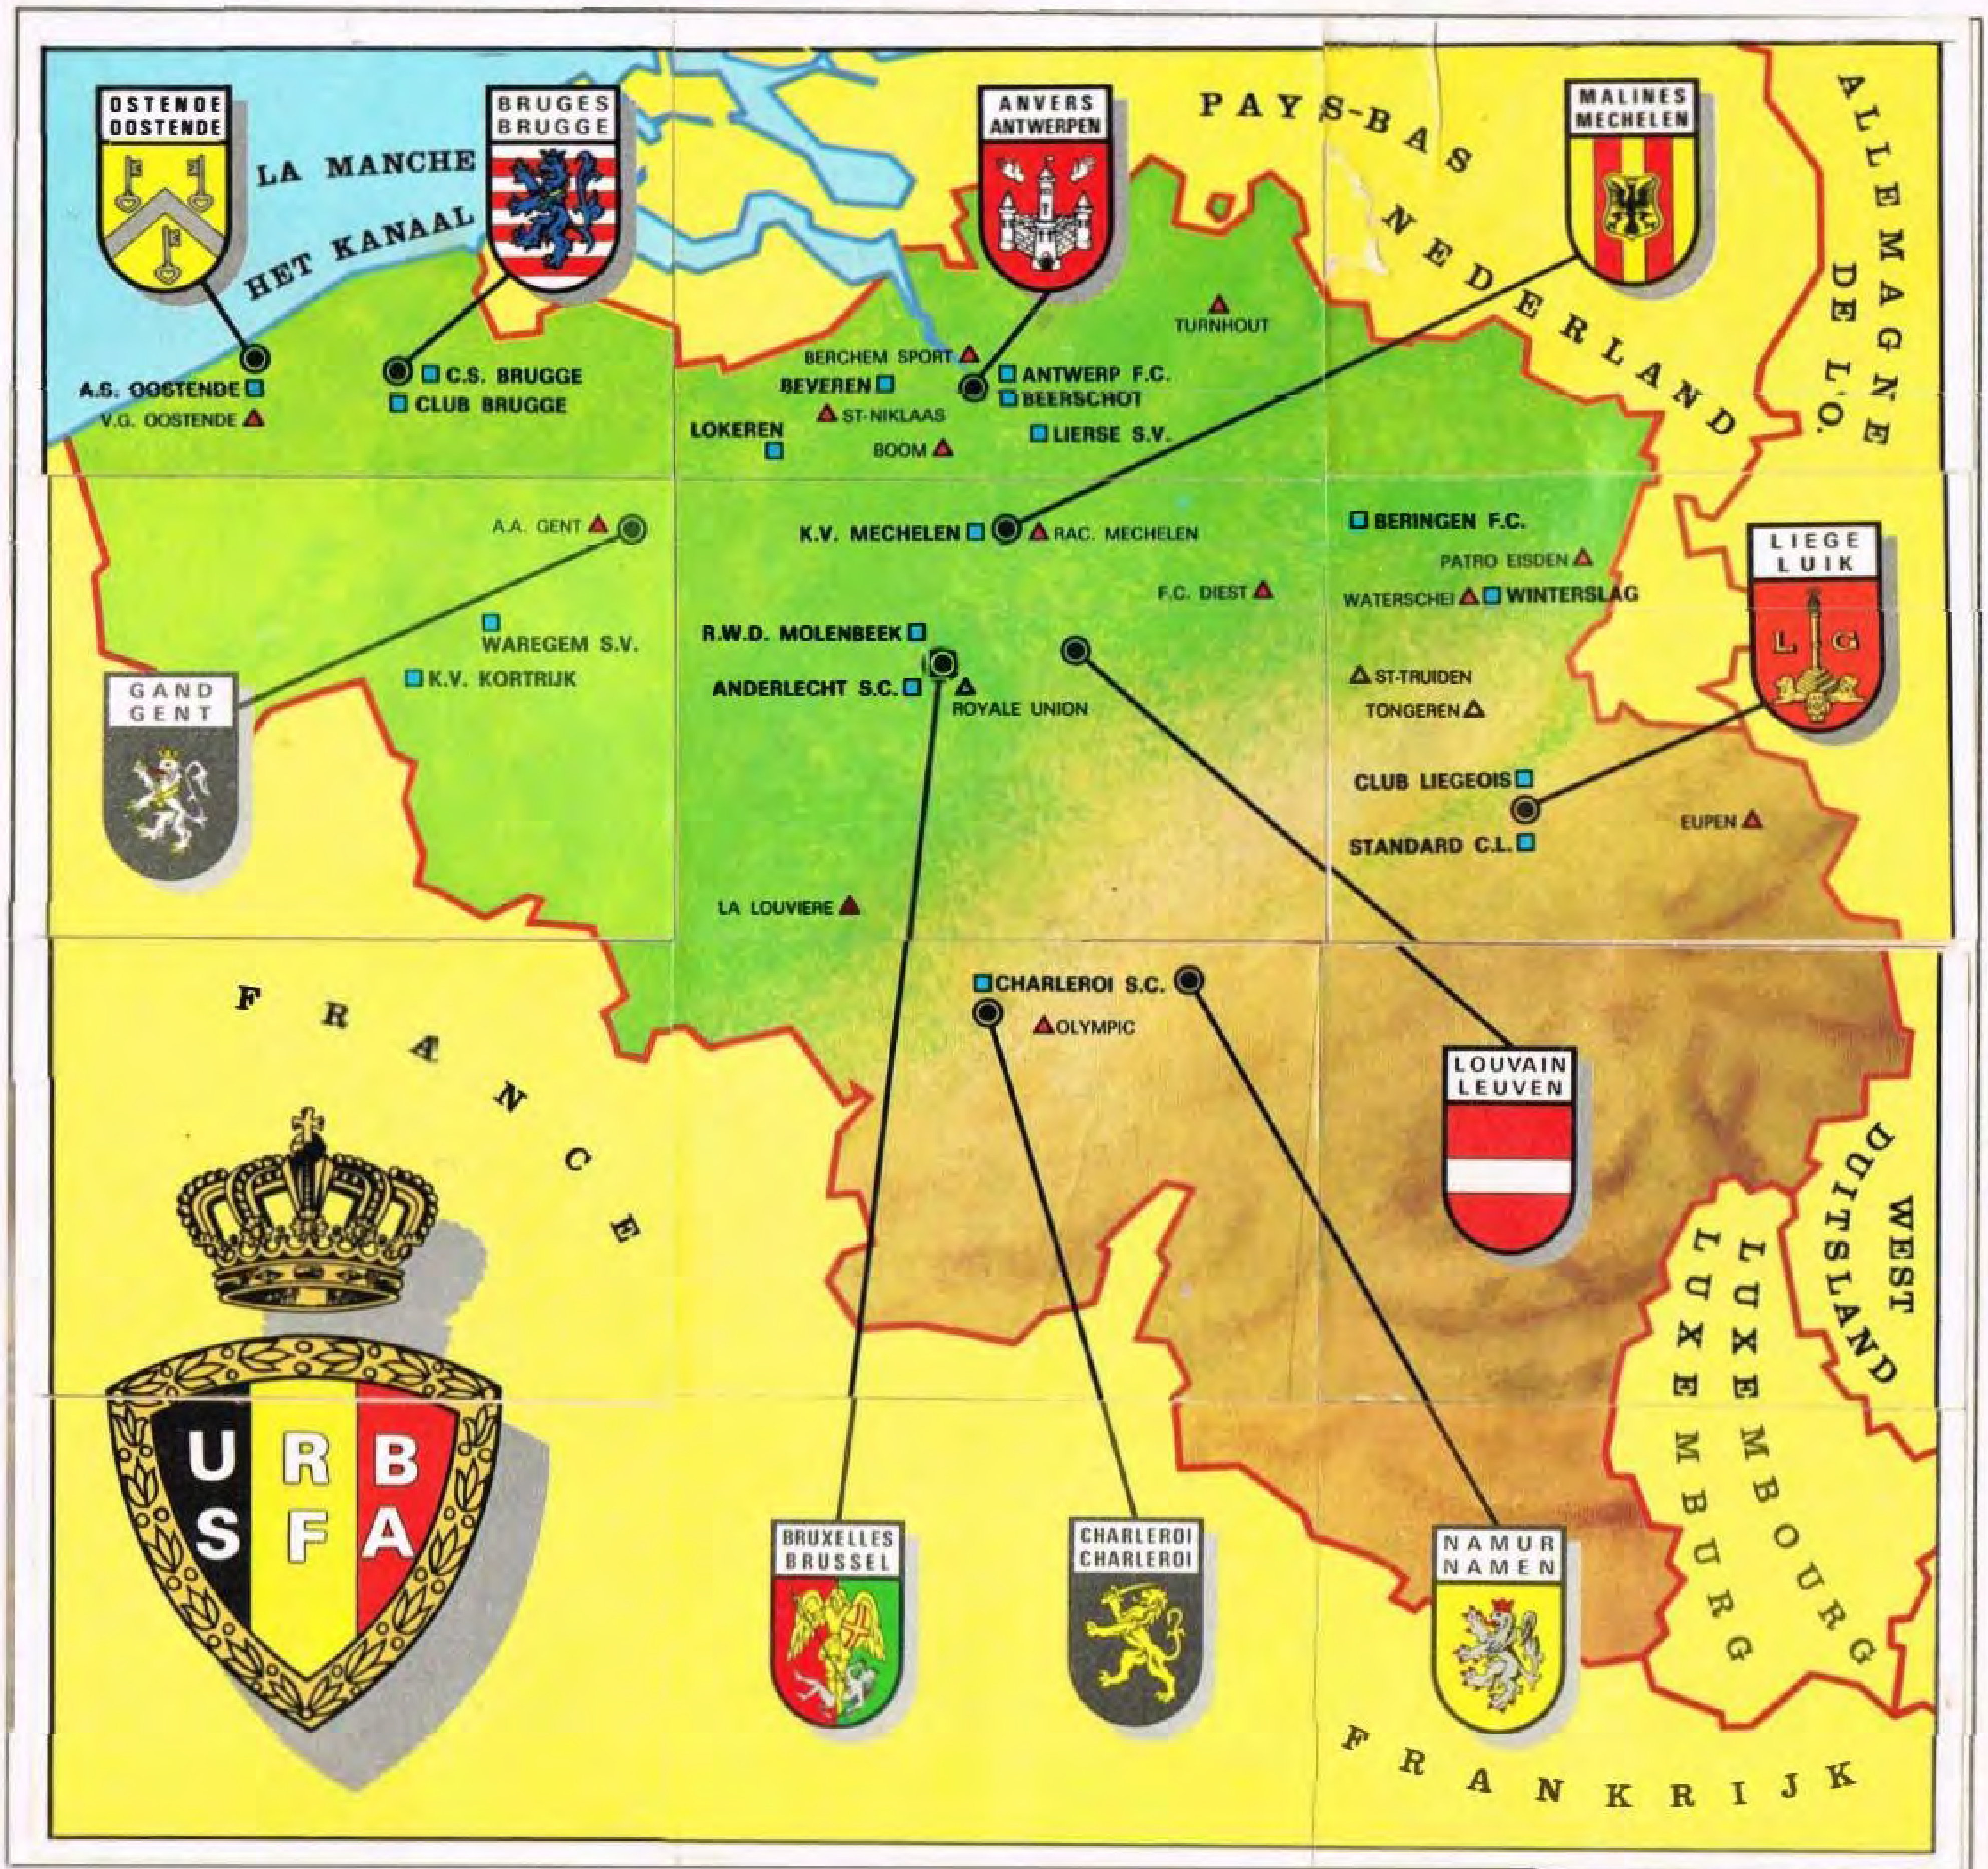 OSTENDE
OOSTENDE
BRUGES
BRUGGE
ANVERS
ANTWERPEN
MALINES
MECHELEN
LA MANCHE
HET KANAAL
PAYS-BAS
NEDERLAND
ALLEMAGNE
DE L'O.
TURNHOUT
BERCHEM SPORT
BEVEREN
ANTWERP F.C.
BEERSCHOT
C.S. BRUGGE
CLUB BRUGGE
A.S. OOSTENDE
V.G. OOSTENDE
ST-NIKLAAS
LOKEREN
LIERSE S.V.
BOOM
A.A. GENT
K.V. MECHELEN
RAC. MECHELEN
BERINGEN F.C.
PATRO EISDEN
LIEGE
LUIK
L G
F.C. DIEST
WATERSCHEI
WINTERSLAG
WAREGEM S.V.
R.W.D. MOLENBEEK
K.V. KORTRIJK
ANDERLECHT S.C.
ROYALE UNION
ST-TRUIDEN
TONGEREN
GAND
GENT
CLUB LIEGEOIS
STANDARD C.L.
EUPEN
LA LOUVIERE
CHARLEROI S.C.
OLYMPIC
FRANCE
LOUVAIN
LEUVEN
WEST
DUITSLAND
LUXEMBOURG
LUXEMBURG
U R B
S F A
BRUXELLES
BRUSSEL
CHARLEROI
CHARLEROI
NAMUR
NAMEN
FRANKRIJK